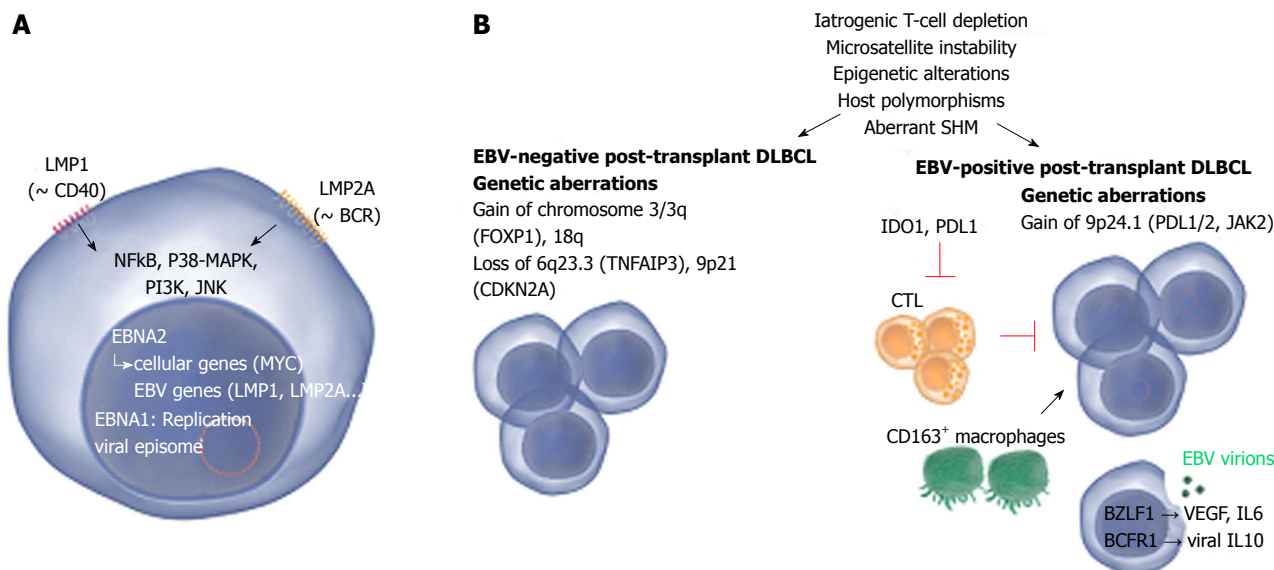 A
LMP1
(~ CD40)
LMP2A
(~ BCR)
NFkB, P38-MAPK,
PI3K, JNK
EBNA2
cellular genes (MYC)
EBV genes (LMP1, LMP2A...)
EBNA1: Replication
viral episome
B
Iatrogenic T-cell depletion
Microsatellite instability
Epigenetic alterations
Host polymorphisms
Aberrant SHM
EBV-negative post-transplant DLBCL
Genetic aberrations
Gain of chromosome 3/3q
(FOXP1), 18q
Loss of 6q23.3 (TNFAIP3), 9p21
(CDKN2A)
EBV-positive post-transplant DLBCL
Genetic aberrations
Gain of 9p24.1 (PDL1/2, JAK2)
IDO1, PDL1
CTL
CD163+ macrophages
EBV virions
BZLF1 → VEGF, IL6
BCFR1 → viral IL10